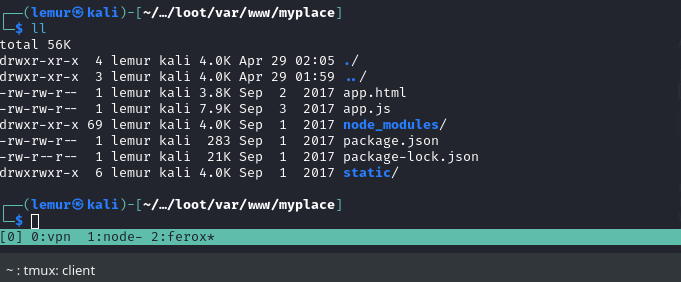 ┌──(lemur㉿kali)-[~/…/loot/var/www/myplace]
└─$ ll
total 56K
drwxr-xr-x  4 lemur kali 4.0K Apr 29 02:05 ./
drwxr-xr-x  3 lemur kali 4.0K Apr 29 01:59 ../
-rw-rw-r--  1 lemur kali 3.8K Sep  2  2017 app.html
-rw-rw-r--  1 lemur kali 7.9K Sep  3  2017 app.js
drwxr-xr-x 69 lemur kali 4.0K Sep  1  2017 node_modules/
-rw-rw-r--  1 lemur kali  283 Sep  1  2017 package.json
-rw-r--r--  1 lemur kali  21K Sep  1  2017 package-lock.json
drwxrwxr-x  6 lemur kali 4.0K Sep  1  2017 static/
┌──(lemur㉿kali)-[~/…/loot/var/www/myplace]
└─$
[0] 0:vpn  1:node- 2:ferox*
~ : tmux: client